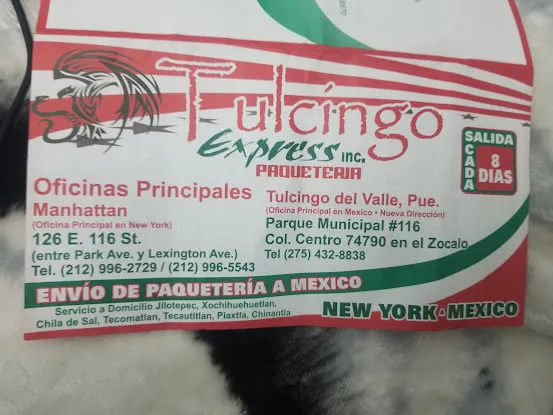 Tulcingo
Express INC.
PAQUETERIA
SALIDA
CADA
8
DIAS
Oficinas Principales
Manhattan
(Oficina Principal en New York)
126 E. 116 St.
(entre Park Ave. y Lexington Ave.)
Tel. (212) 996-2729 / (212) 996-5543
Tulcingo del Valle, Pue.
(Oficina Principal en Mexico • Nueva Dirección)
Parque Municipal #116
Col. Centro 74790 en el Zocalo
Tel (275) 432-8838
ENVÍO DE PAQUETERÍA A MEXICO
Servicio a Domicilio Jilotepec, Xochihuehuetlan,
Chila de Sal, Tecomatlan, Tecautitlan, Piaxtla, Chinantla
NEW YORK A MEXICO